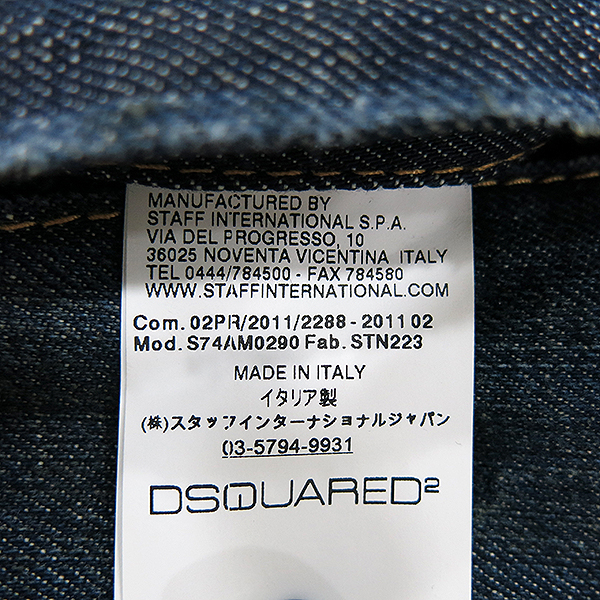 MANUFACTURED BY
STAFF INTERNATIONAL S.P.A.
VIA DEL PROGRESSO, 10
36025 NOVENTA VICENTINA ITALY
TEL 0444/784500 - FAX 784580
WWW.STAFFINTERNATIONAL.COM
Com. 02PR/2011/2288 - 2011 02
Mod. S74AM0290 Fab. STN223
MADE IN ITALY
イタリア製
(株)スタッフインターナショナルジャパン
03-5794-9931
DSQUARED²